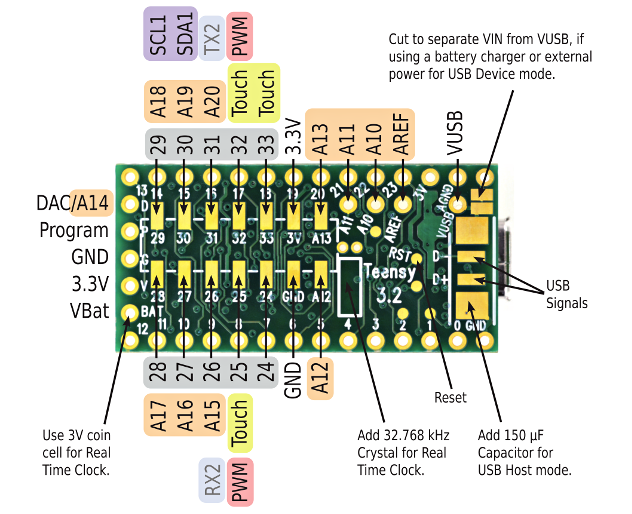 SCL1 SDA1 TX2 PWM
A18 A19 A20 Touch Touch
29 30 31 32 33 3.3V A13 A11 A10 AREF VUSB
Cut to separate VIN from VUSB, if
using a battery charger or external
power for USB Device mode.
13 14 15 16 17 18 19 20 21 22 23
AGND
DAC/A14
D
Program
P
GND
G
3.3V
V
VBat
BAT
29 30 31 32 33 3V A13 A11 A10 AREF VUSB
RST
D-
D+
Teensy
3.2
28 27 26 25 24 GND A12
12 11 10 9 8 7 6 5 4 3 2 1 0 GND
USB
Signals
28 27 26 25 24 GND A12
A17 A16 A15 Touch
RX2 PWM
Reset
Use 3V coin
cell for Real
Time Clock.
Add 32.768 kHz
Crystal for Real
Time Clock.
Add 150 µF
Capacitor for
USB Host mode.